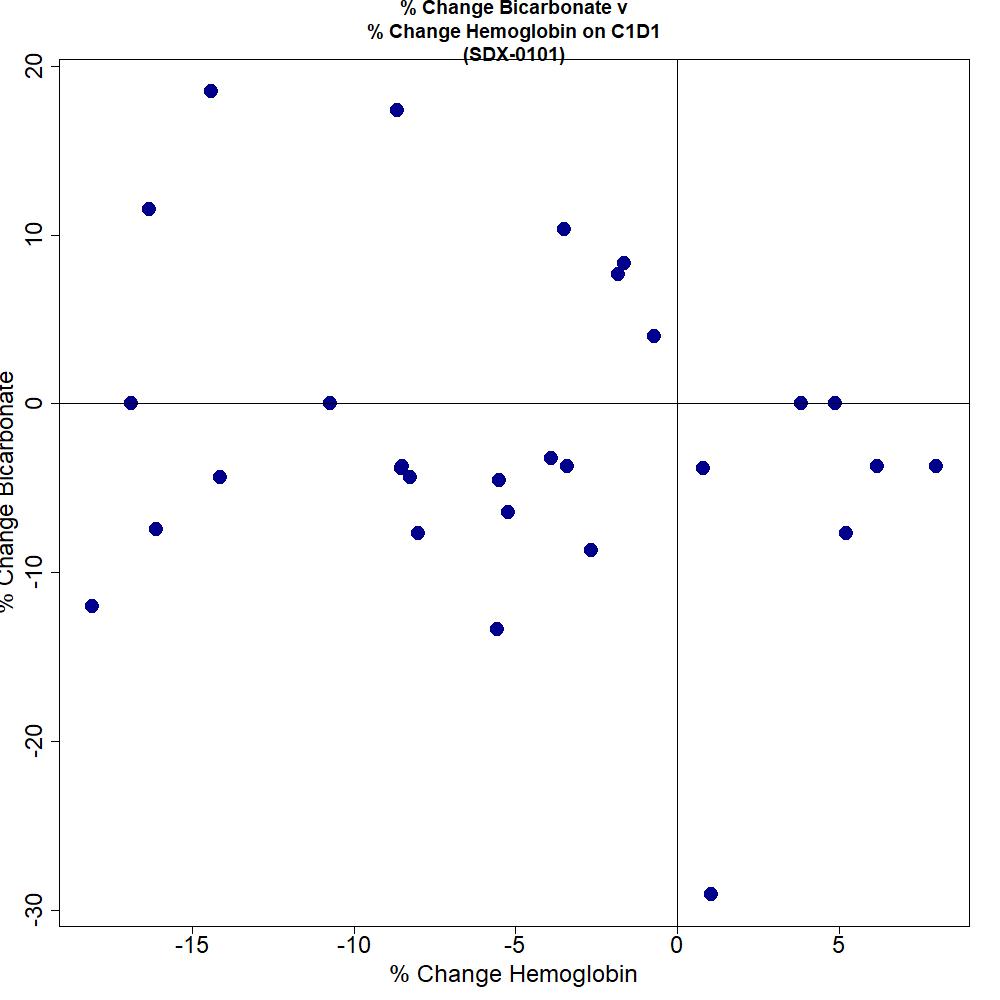 % Change Bicarbonate v
% Change Hemoglobin on C1D1
(SDX-0101)
% Change Bicarbonate
20
10
0
-10
-20
-30
-15
-10
-5
0
5
% Change Hemoglobin